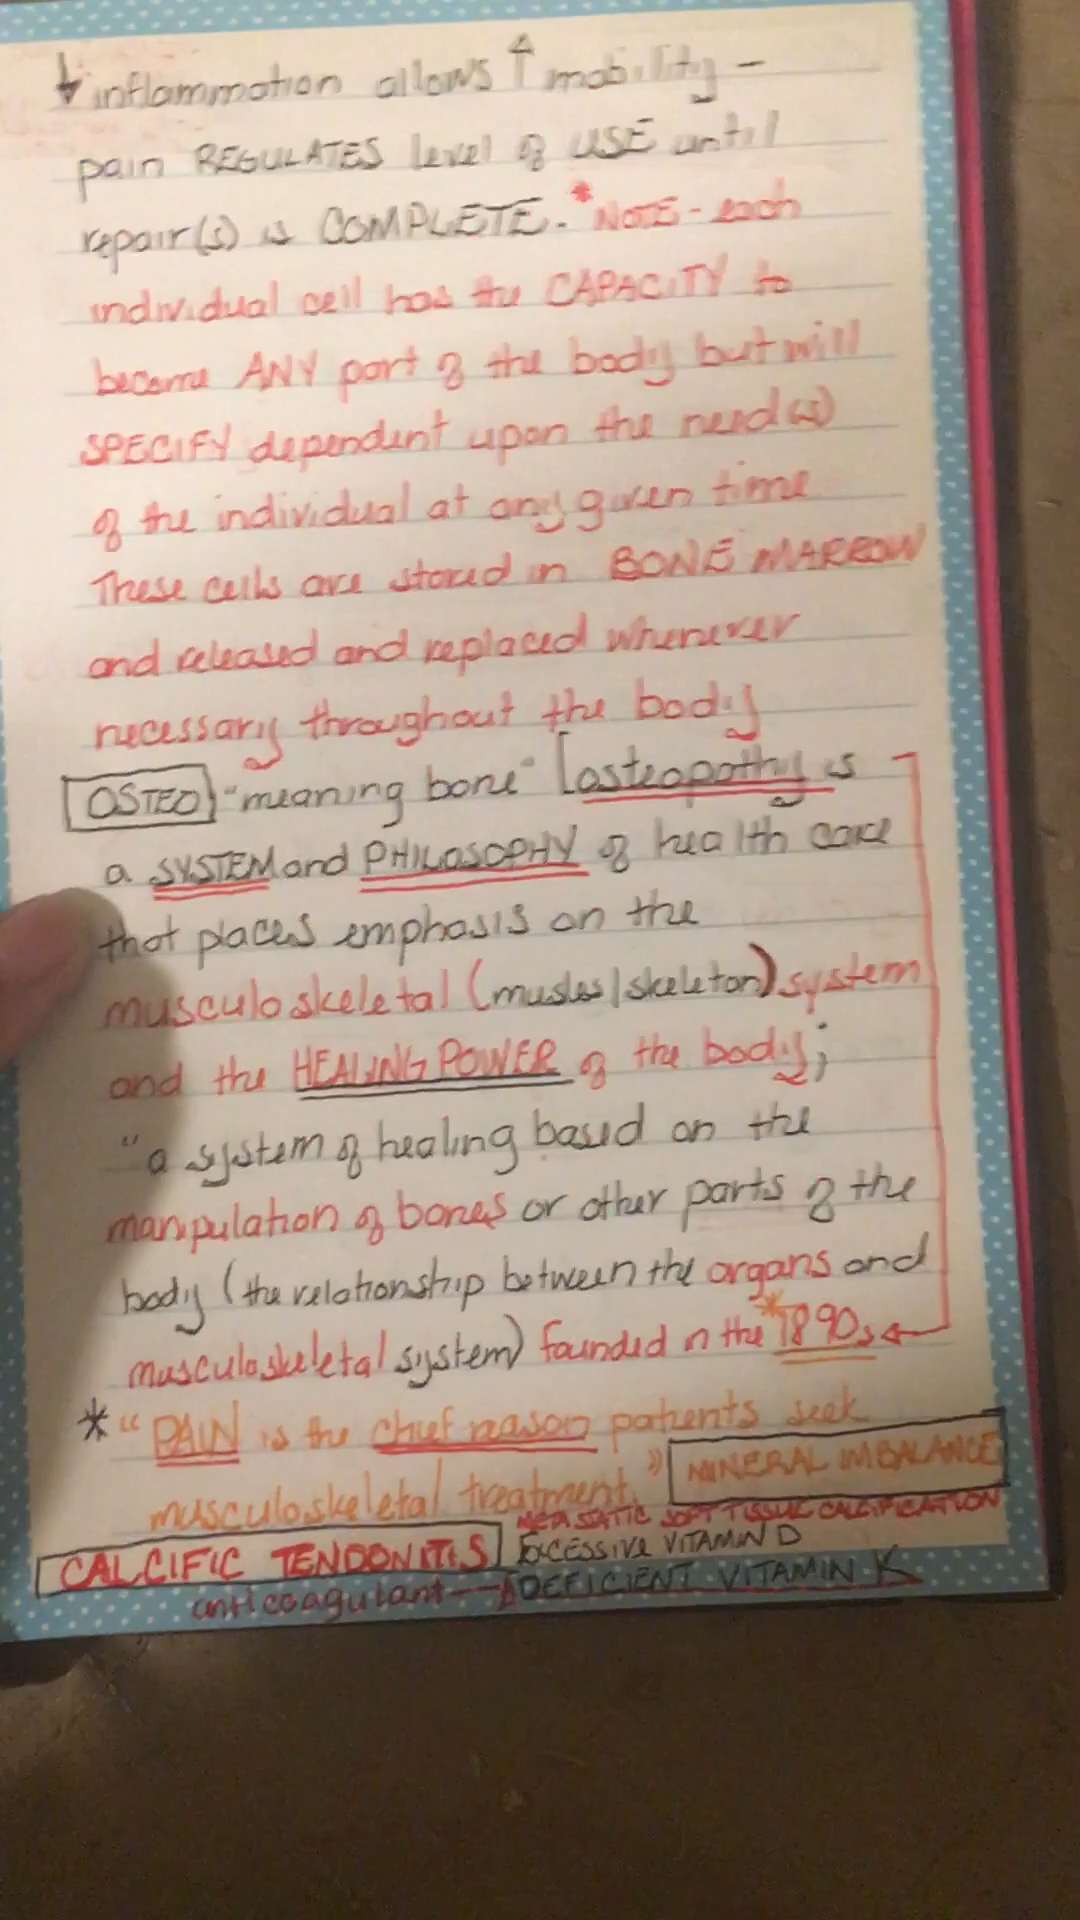 ↓ inflammation allows ↑ mobility -
pain REGULATES level of USE until
repair(s) is COMPLETE. *NOTE - each
individual cell has the CAPACITY to
become ANY part of the body but will
SPECIFY dependent upon the need(s)
of the individual at any given time
These cells are stored in BONE MARROW
and released and replaced whenever
necessary throughout the body
OSTEO "meaning bone" [osteopathy is
a SYSTEM and PHILOSOPHY of health care
that places emphasis on the
musculoskeletal (musles/skeleton) system
and the HEALING POWER of the body;
"a system of healing based on the
manipulation of bones or other parts of the
body (the relationship between the organs and
musculoskeletal system) founded in the *1890s
* "PAIN is the chief reason patients seek
musculoskeletal treatment." MINERAL IMBALANCE
METASTATIC SOFT TISSUE CALCIFICATION
CALCIFIC TENDONITIS EXCESSIVE VITAMIN D
anticoagulant → DEFICIENT VITAMIN K